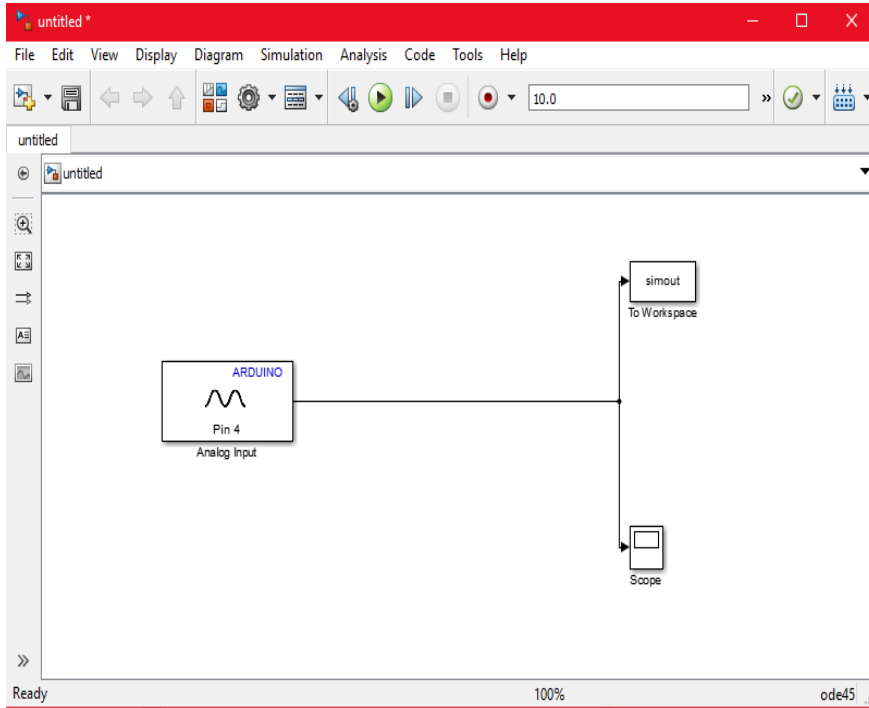 untitled *
File Edit View Display Diagram Simulation Analysis Code Tools Help
10.0
untitled
untitled
simout
To Workspace
ARDUINO
Pin 4
Analog Input
Scope
Ready 100% ode45